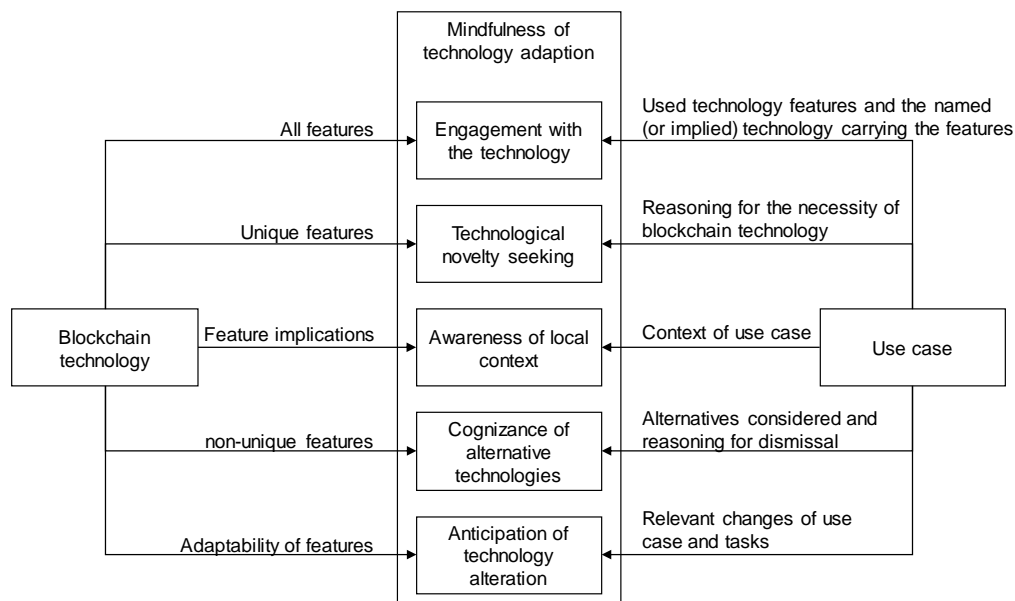 Mindfulness of
technology adaption
All features
Engagement with
the technology
Used technology features and the named
(or implied) technology carrying the features
Unique features
Technological
novelty seeking
Reasoning for the necessity of
blockchain technology
Blockchain
technology
Feature implications
Awareness of local
context
Context of use case
Use case
non-unique features
Cognizance of
alternative
technologies
Alternatives considered and
reasoning for dismissal
Adaptability of features
Anticipation of
technology
alteration
Relevant changes of use
case and tasks